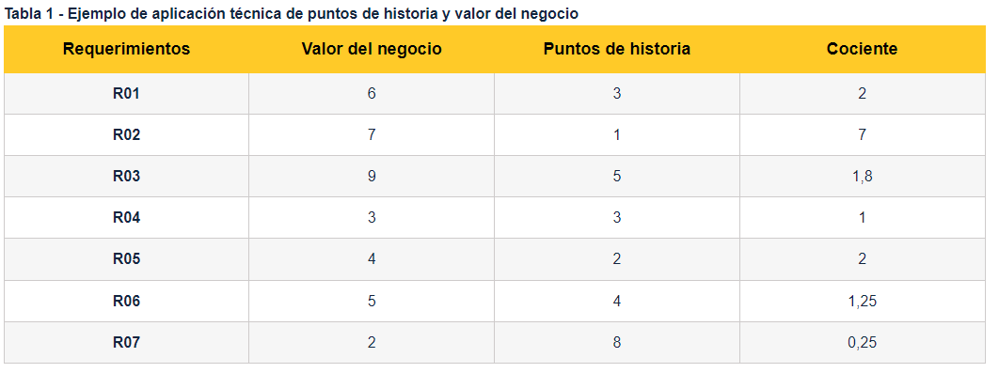 Tabla 1 - Ejemplo de aplicación técnica de puntos de historia y valor del negocio
Requerimientos Valor del negocio Puntos de historia Cociente
R01 6 3 2
R02 7 1 7
R03 9 5 1,8
R04 3 3 1
R05 4 2 2
R06 5 4 1,25
R07 2 8 0,25